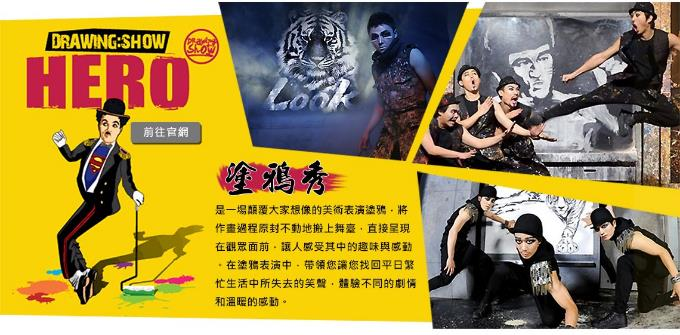 DRAWING:SHOW
DRAWING
SHOW
HERO
前往官網
Look
塗鴉秀
是一場顛覆大家想像的美術表演塗鴉，將
作畫過程原封不動地搬上舞臺，直接呈現
在觀眾面前，讓人感受其中的趣味與感動
。在塗鴉表演中，帶領您讓您找回平日繁
忙生活中所失去的笑聲，體驗不同的劇情
和溫暖的感動。